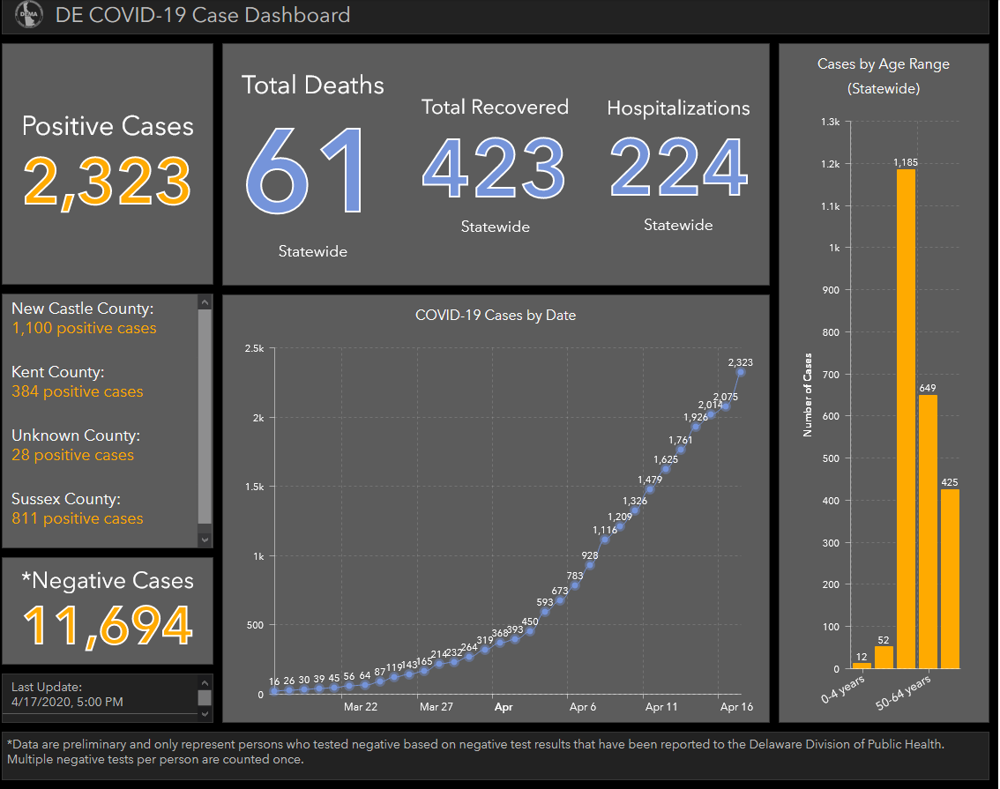 DEMA
DE COVID-19 Case Dashboard
Positive Cases
2,323
Total Deaths
61
Statewide
Total Recovered
423
Statewide
Hospitalizations
224
Statewide
New Castle County:
1,100 positive cases
Kent County:
384 positive cases
Unknown County:
28 positive cases
Sussex County:
811 positive cases
*Negative Cases
11,694
Last Update:
4/17/2020, 5:00 PM
COVID-19 Cases by Date
2.5k
2k
1.5k
1k
500
0
16 26 30 39 45 56 64 87 119 143 165 214 232 264 319 368 393 450 593 673 783 928 1,116 1,209 1,326 1,479 1,625 1,761 1,926 2,014 2,075 2,323
Mar 22 Mar 27 Apr Apr 6 Apr 11 Apr 16
Cases by Age Range
(Statewide)
Number of Cases
1.3k
1.2k
1.1k
1k
900
800
700
600
500
400
300
200
100
0
12 52 1,185 649 425
0-4 years 50-64 years
*Data are preliminary and only represent persons who tested negative based on negative test results that have been reported to the Delaware Division of Public Health.
Multiple negative tests per person are counted once.